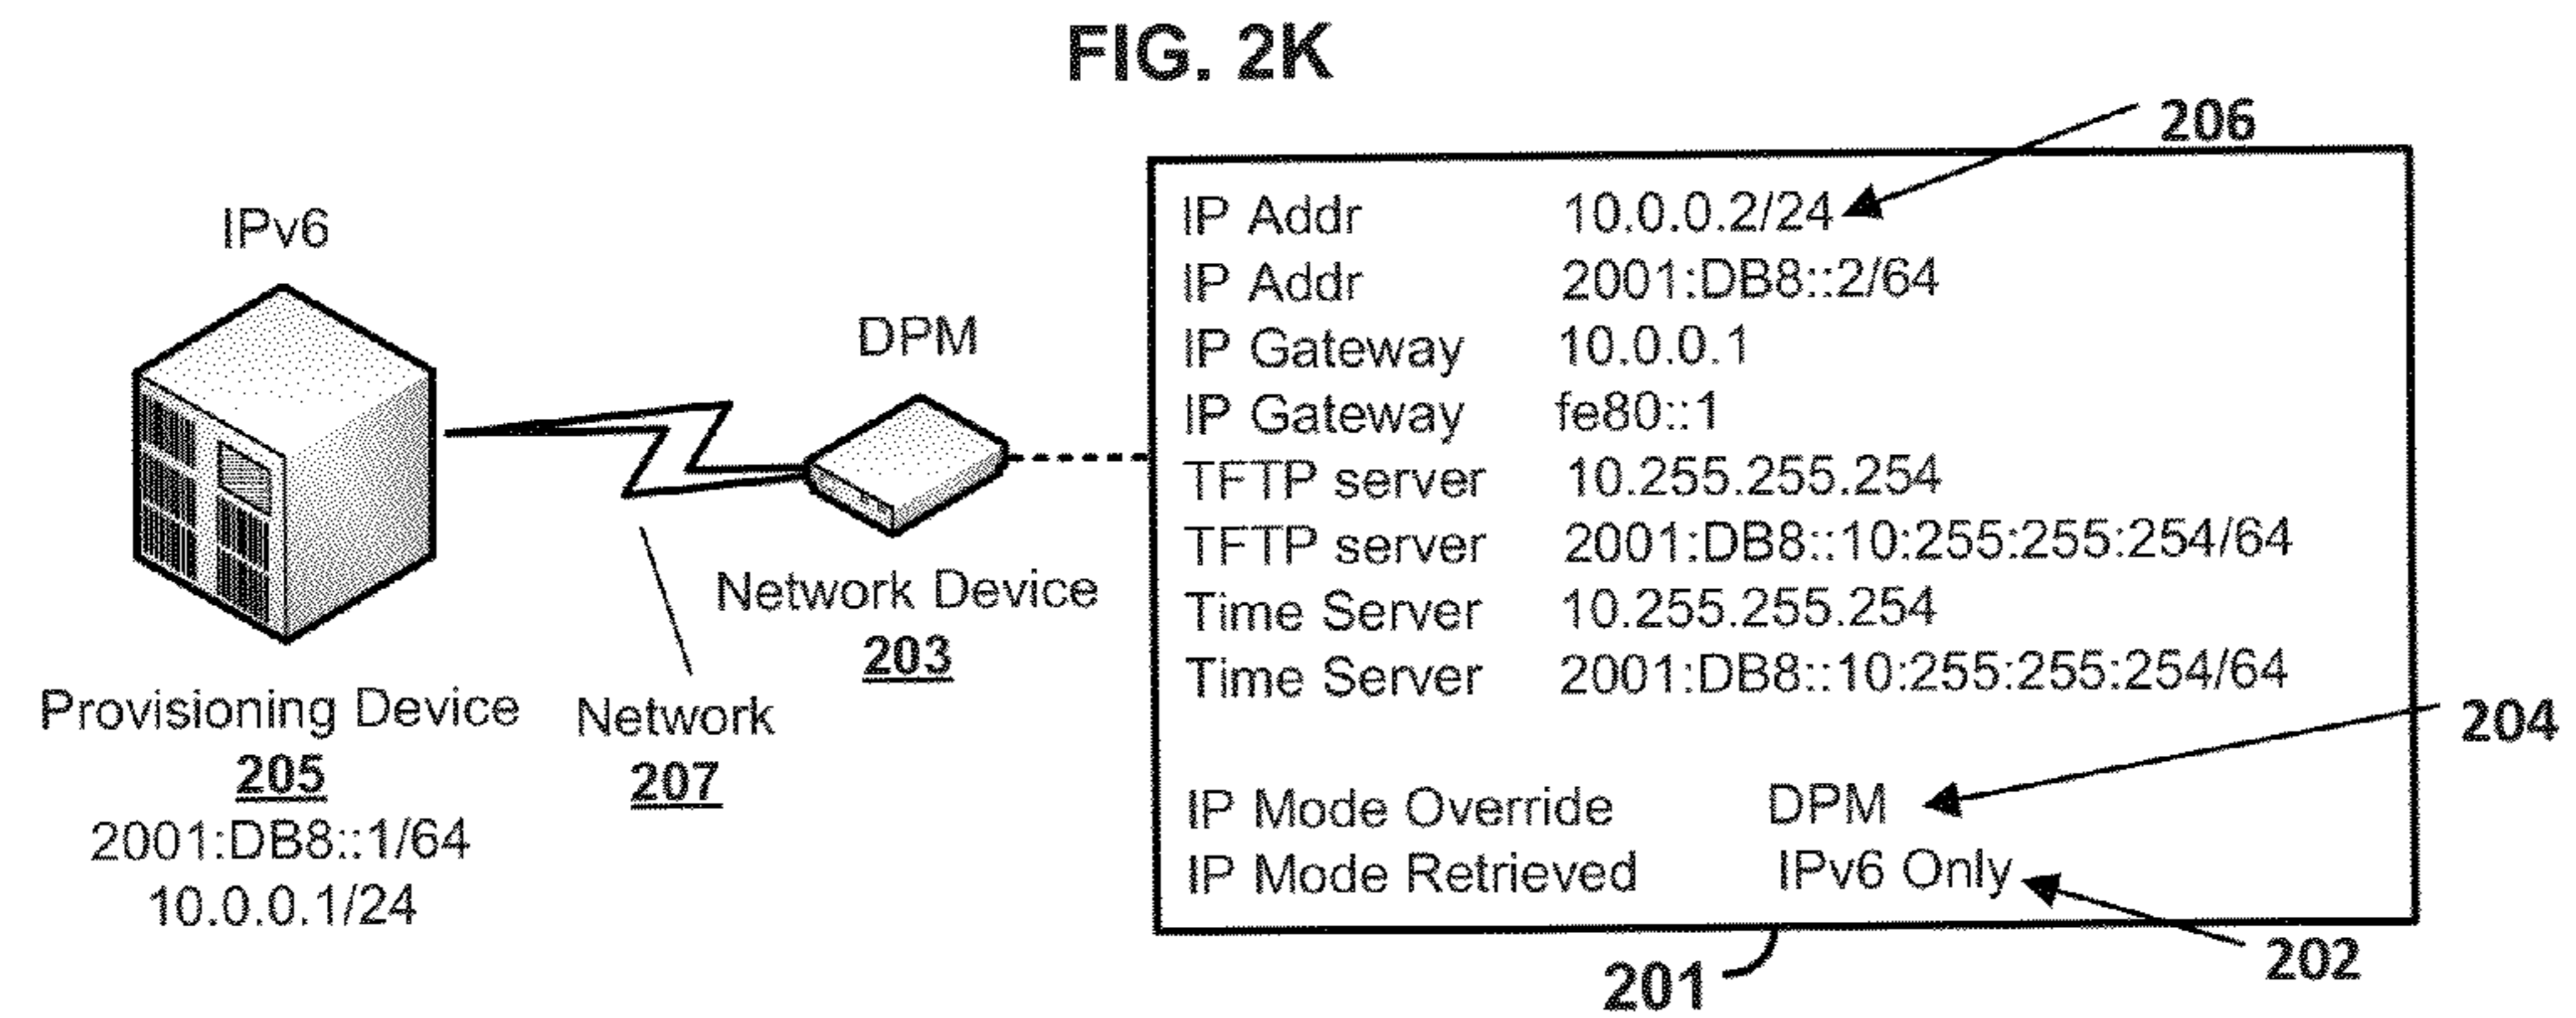 FIG. 2K
206
IPv6
DPM
Network Device
203
Provisioning Device
205
2001:DB8::1/64
10.0.0.1/24
Network
207
IP Addr 10.0.0.2/24
IP Addr 2001:DB8::2/64
IP Gateway 10.0.0.1
IP Gateway fe80::1
TFTP server 10.255.255.254
TFTP server 2001:DB8::10:255:255:254/64
Time Server 10.255.255.254
Time Server 2001:DB8::10:255:255:254/64
204
IP Mode Override DPM
IP Mode Retrieved IPv6 Only
202
201